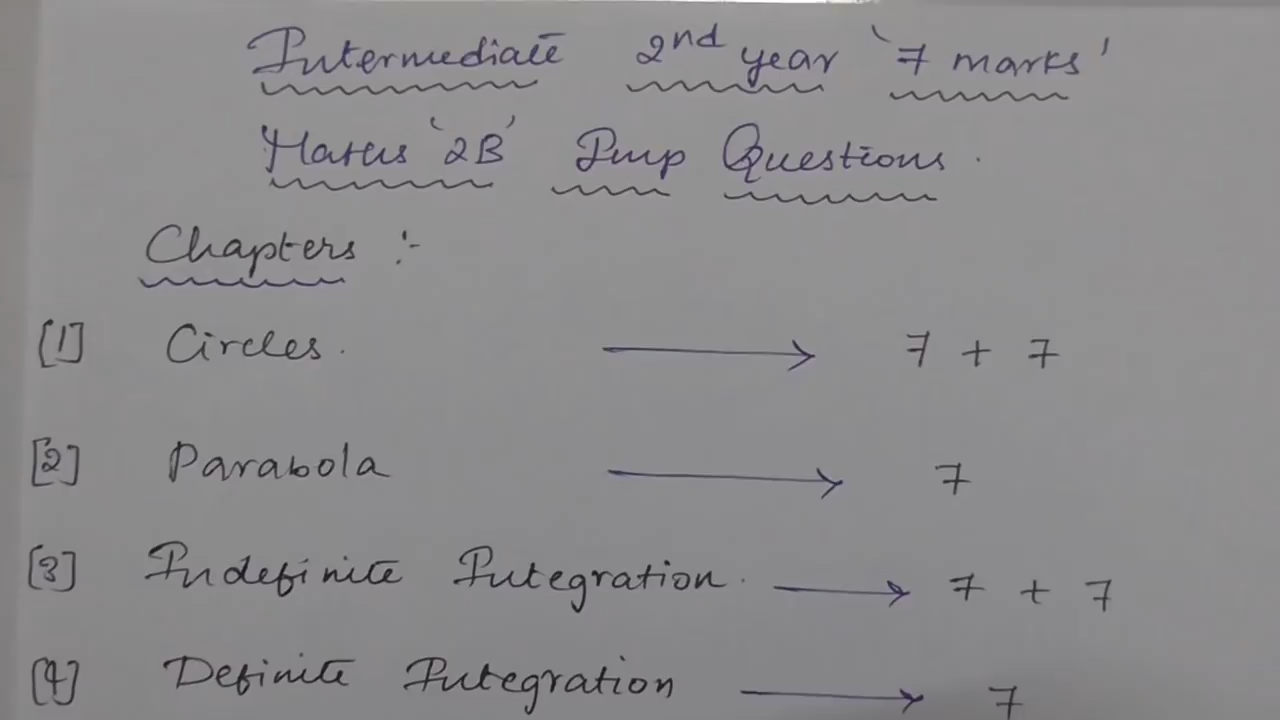 Intermediate 2nd year '7 marks'
Maths '2B' Imp Questions.
Chapters :-
[1] Circles. → 7 + 7
[2] Parabola → 7
[3] Indefinite Integration. → 7 + 7
[4] Definite Integration → 7